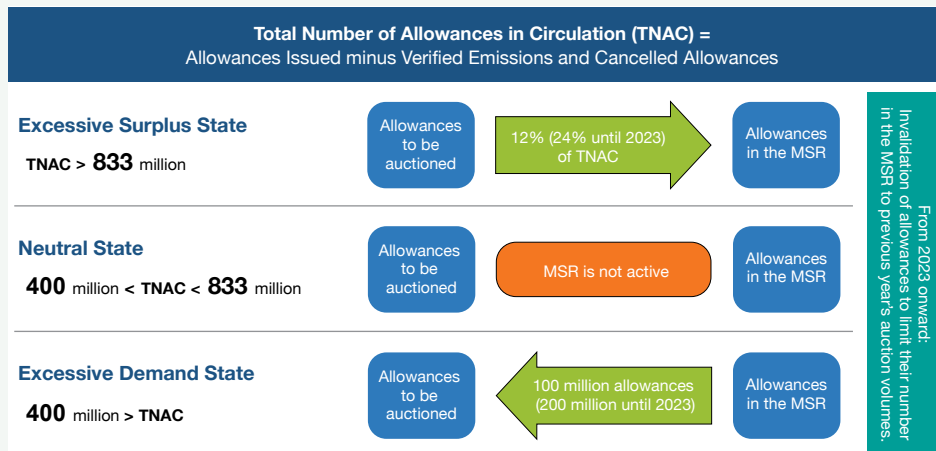 Total Number of Allowances in Circulation (TNAC) =
Allowances Issued minus Verified Emissions and Cancelled Allowances
Excessive Surplus State
TNAC > 833 million
Allowances
to be
auctioned
12% (24% until 2023)
of TNAC
Allowances
in the MSR
Neutral State
400 million < TNAC < 833 million
Allowances
to be
auctioned
MSR is not active
Allowances
in the MSR
Excessive Demand State
400 million > TNAC
Allowances
to be
auctioned
100 million allowances
(200 million until 2023)
Allowances
in the MSR
From 2023 onward:
Invalidation of allowances to limit their number
in the MSR to previous year's auction volumes.